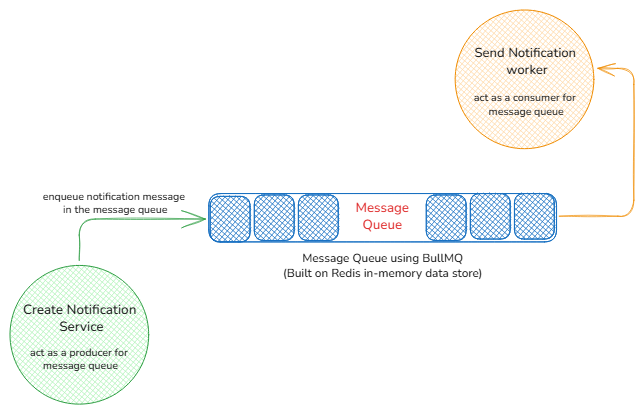 Send Notification
worker
act as a consumer for
message queue
enqueue notification message
in the message queue
Message
Queue
Message Queue using BullMQ
(Built on Redis in-memory data store)
Create Notification
Service
act as a producer for
message queue